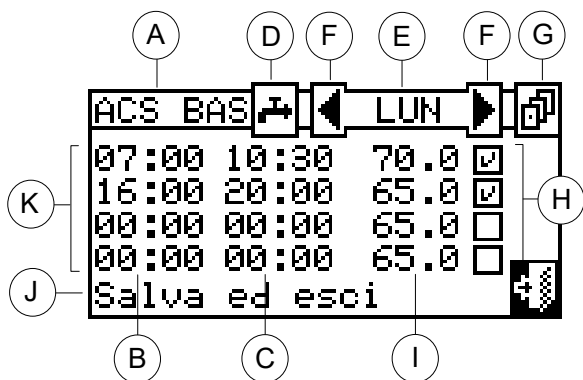 A D F E F G
ACS BAS LUN
07:00 10:30 70.0
16:00 20:00 65.0
00:00 00:00 65.0
00:00 00:00 65.0
K H
J Salva ed esci
B C I